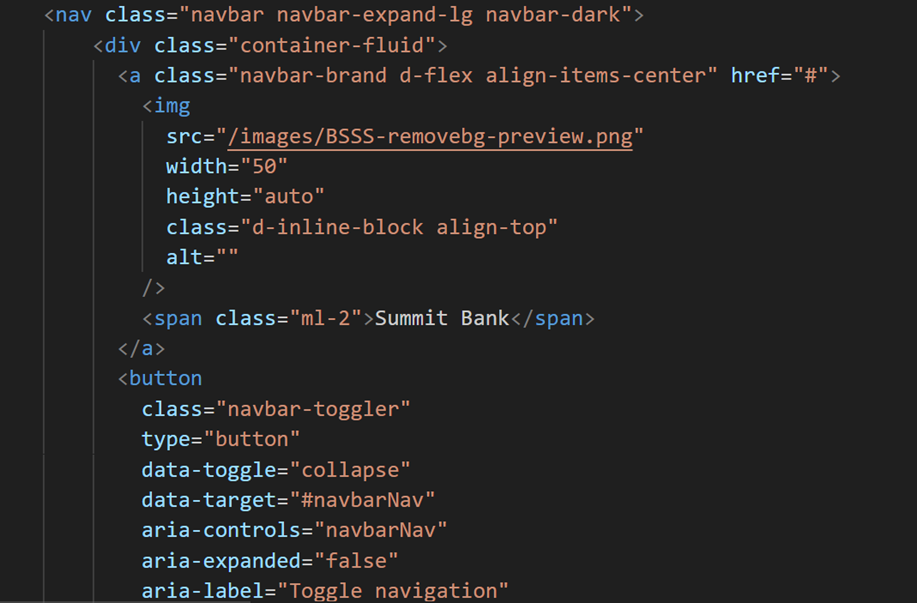 <nav class="navbar navbar-expand-lg navbar-dark">
<div class="container-fluid">
<a class="navbar-brand d-flex align-items-center" href="#">
<img
src="/images/BSSS-removebg-preview.png"
width="50"
height="auto"
class="d-inline-block align-top"
alt=""
/>
<span class="ml-2">Summit Bank</span>
</a>
<button
class="navbar-toggler"
type="button"
data-toggle="collapse"
data-target="#navbarNav"
aria-controls="navbarNav"
aria-expanded="false"
aria-label="Toggle navigation"